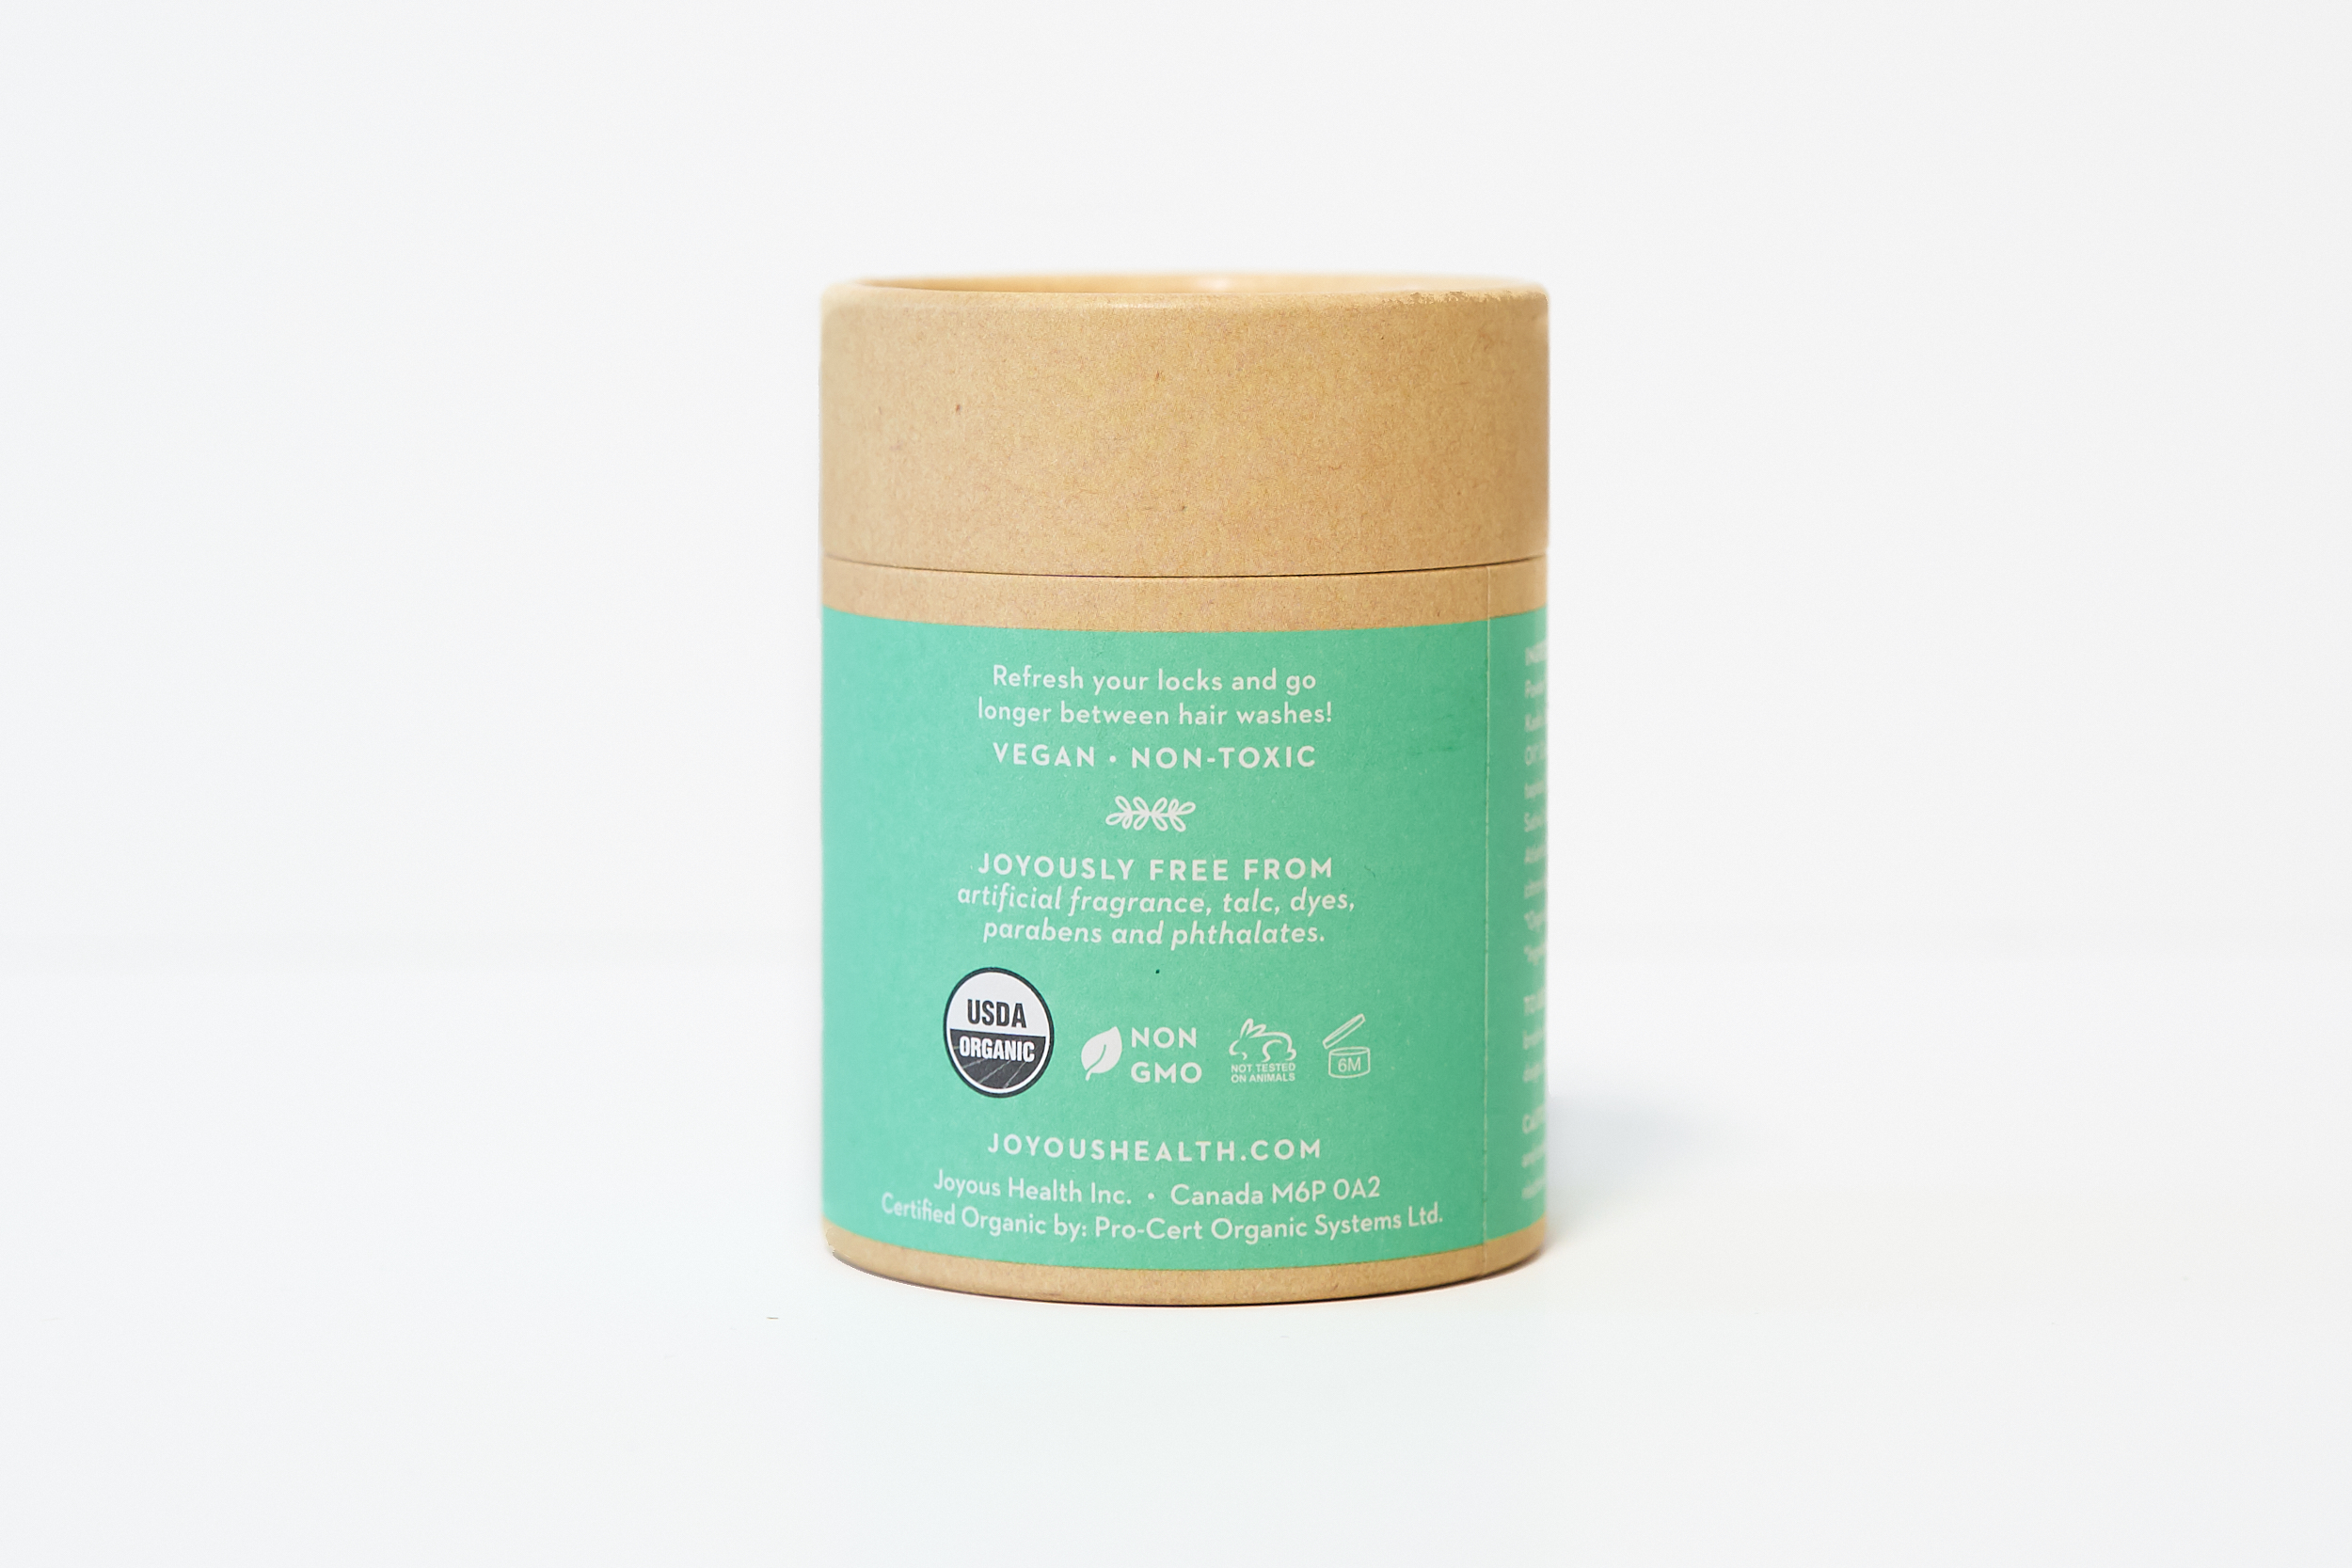 Refresh your locks and go
longer between hair washes!
VEGAN • NON-TOXIC
JOYOUSLY FREE FROM
artificial fragrance, talc, dyes,
parabens and phthalates.
USDA
ORGANIC
NON
GMO
NOT TESTED
ON ANIMALS
6M
JOYOUSHEALTH.COM
Joyous Health Inc. • Canada M6P 0A2
Certified Organic by: Pro-Cert Organic Systems Ltd.